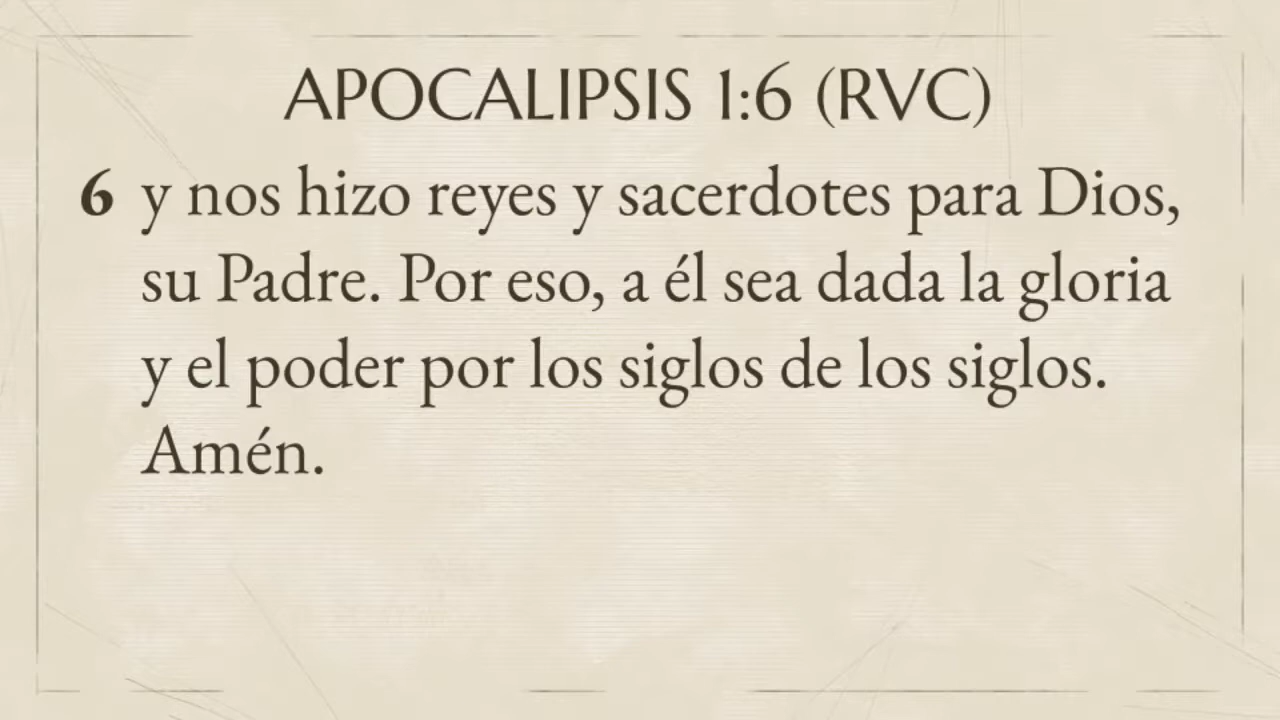 APOCALIPSIS 1:6 (RVC)
6 y nos hizo reyes y sacerdotes para Dios,
su Padre. Por eso, a él sea dada la gloria
y el poder por los siglos de los siglos.
Amén.